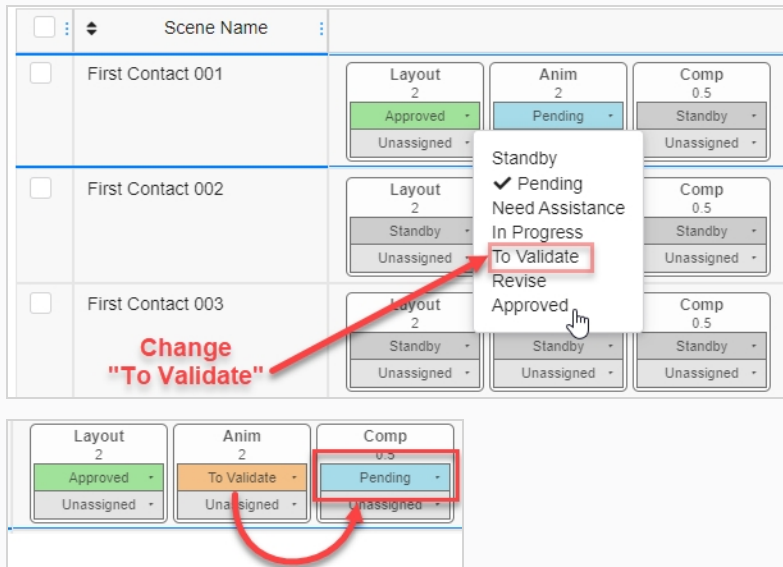 Scene Name
First Contact 001
Layout Anim Comp
2 2 0.5
Approved Pending Standby
Unassigned Unassigned
Standby
Pending
Need Assistance
In Progress
To Validate
Revise
Approved
First Contact 002
Layout Comp
2 0.5
Standby Standby
Unassigned Unassigned
First Contact 003
Layout Comp
2 0.5
Standby Standby Standby
Unassigned Unassigned Unassigned
Change
"To Validate"
Layout Anim Comp
2 2 0.5
Approved To Validate Pending
Unassigned Unassigned Unassigned